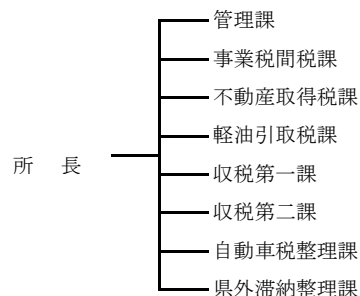 管理課
事業税間税課
不動産取得税課
軽油引取税課
所　長
収税第一課
収税第二課
自動車税整理課
県外滞納整理課